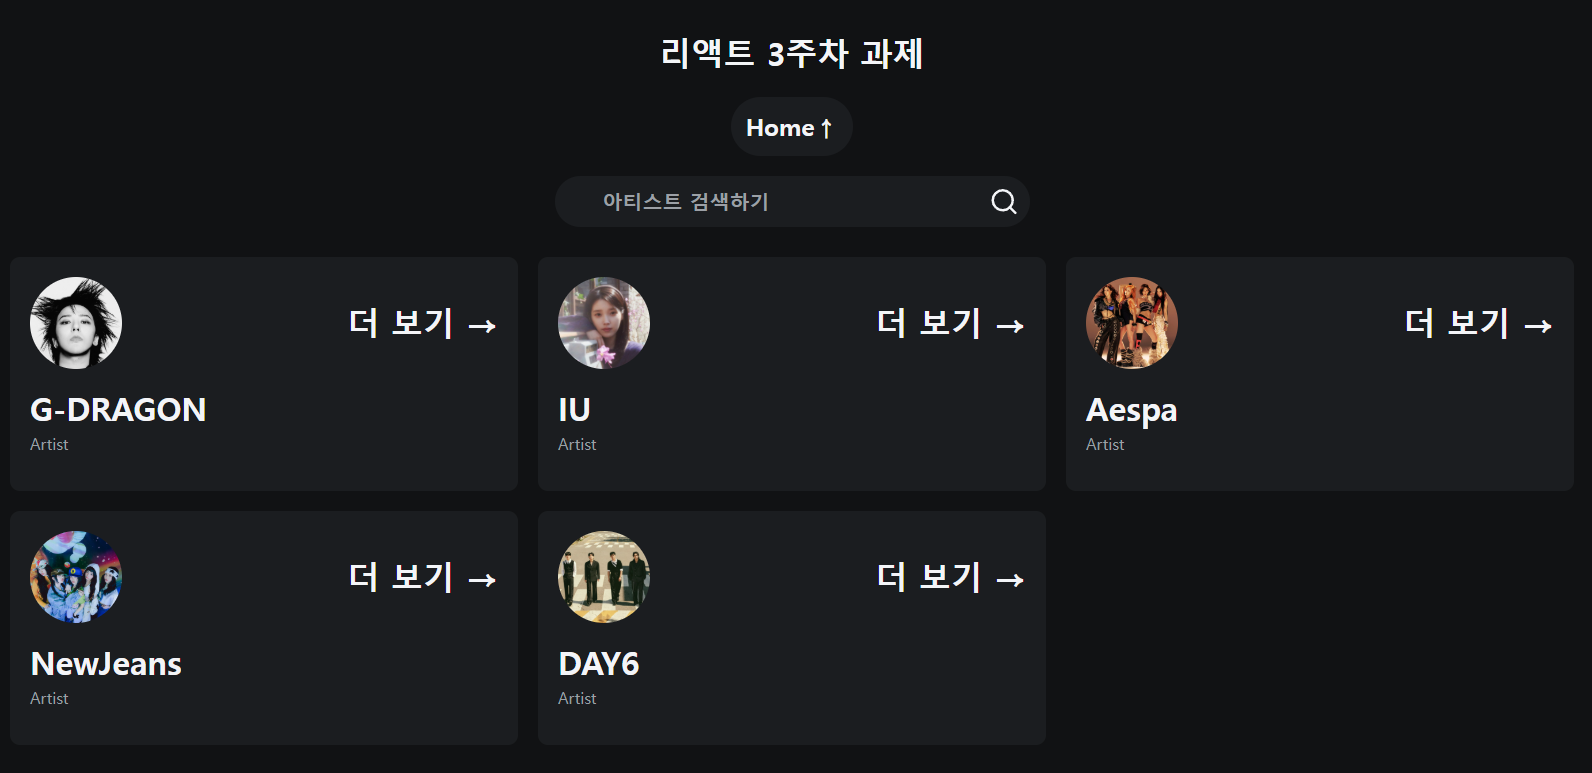 리액트 3주차 과제
Home↑
아티스트 검색하기
더 보기 →
G-DRAGON
Artist
더 보기 →
IU
Artist
더 보기 →
Aespa
Artist
더 보기 →
NewJeans
Artist
더 보기 →
DAY6
Artist